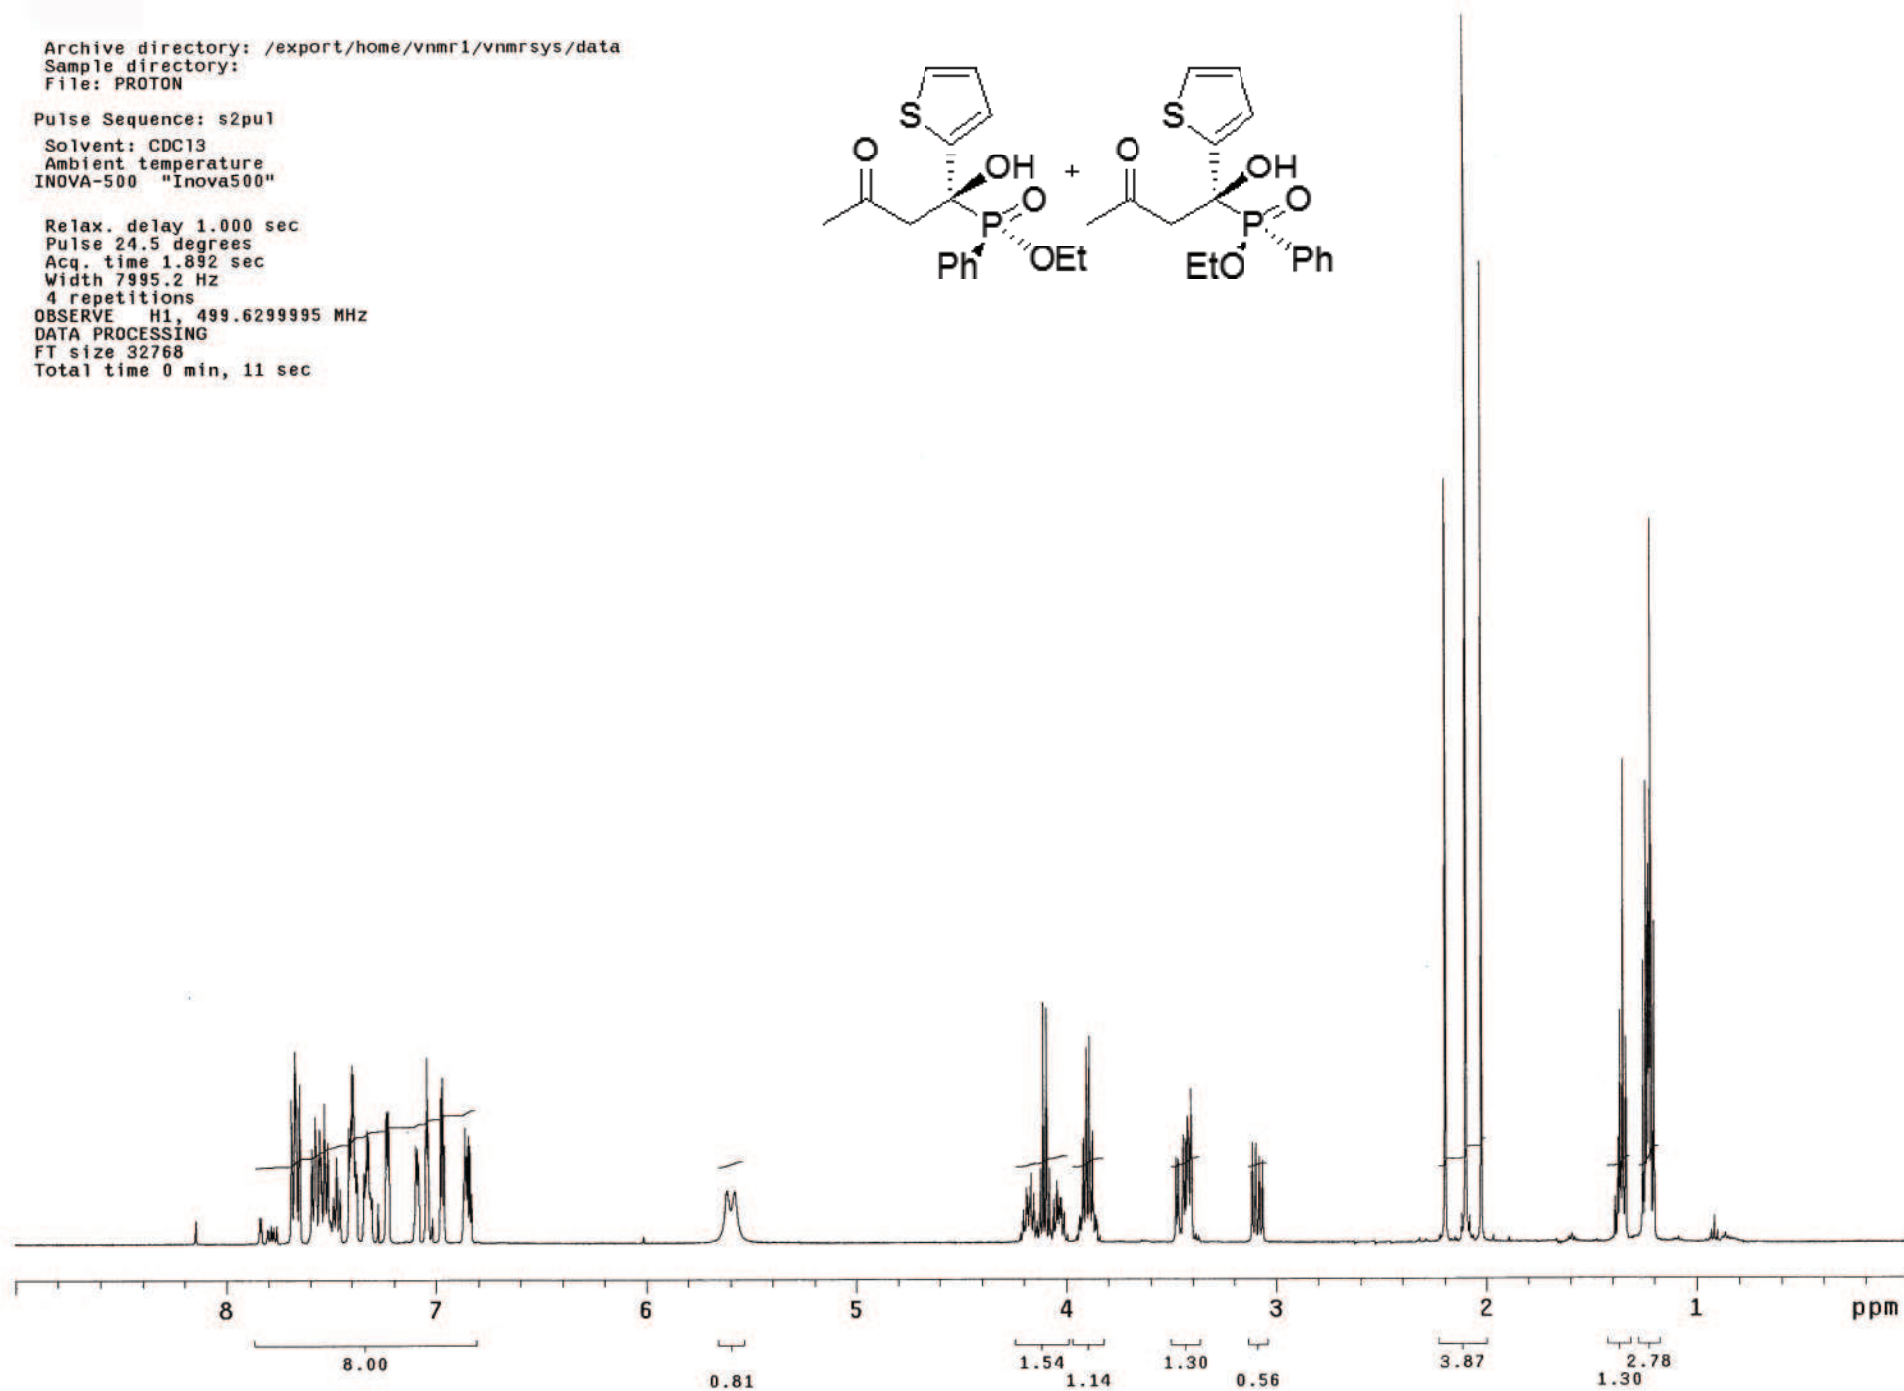 Archive directory: /export/home/vnmr1/vnmrsys/data
Sample directory:
File: PROTON
Pulse Sequence: s2pul
Solvent: CDCl3
Ambient temperature
INOVA-500 "Inova500"
Relax. delay 1.000 sec
Pulse 24.5 degrees
Acq. time 1.892 sec
Width 7995.2 Hz
4 repetitions
OBSERVE H1, 499.6299995 MHz
DATA PROCESSING
FT size 32768
Total time 0 min, 11 sec
S S
O OH + O OH
P O P O
Ph OEt EtO Ph
8 7 6 5 4 3 2 1 ppm
8.00 1.54 1.30 3.87 2.78
0.81 1.14 0.56 1.30